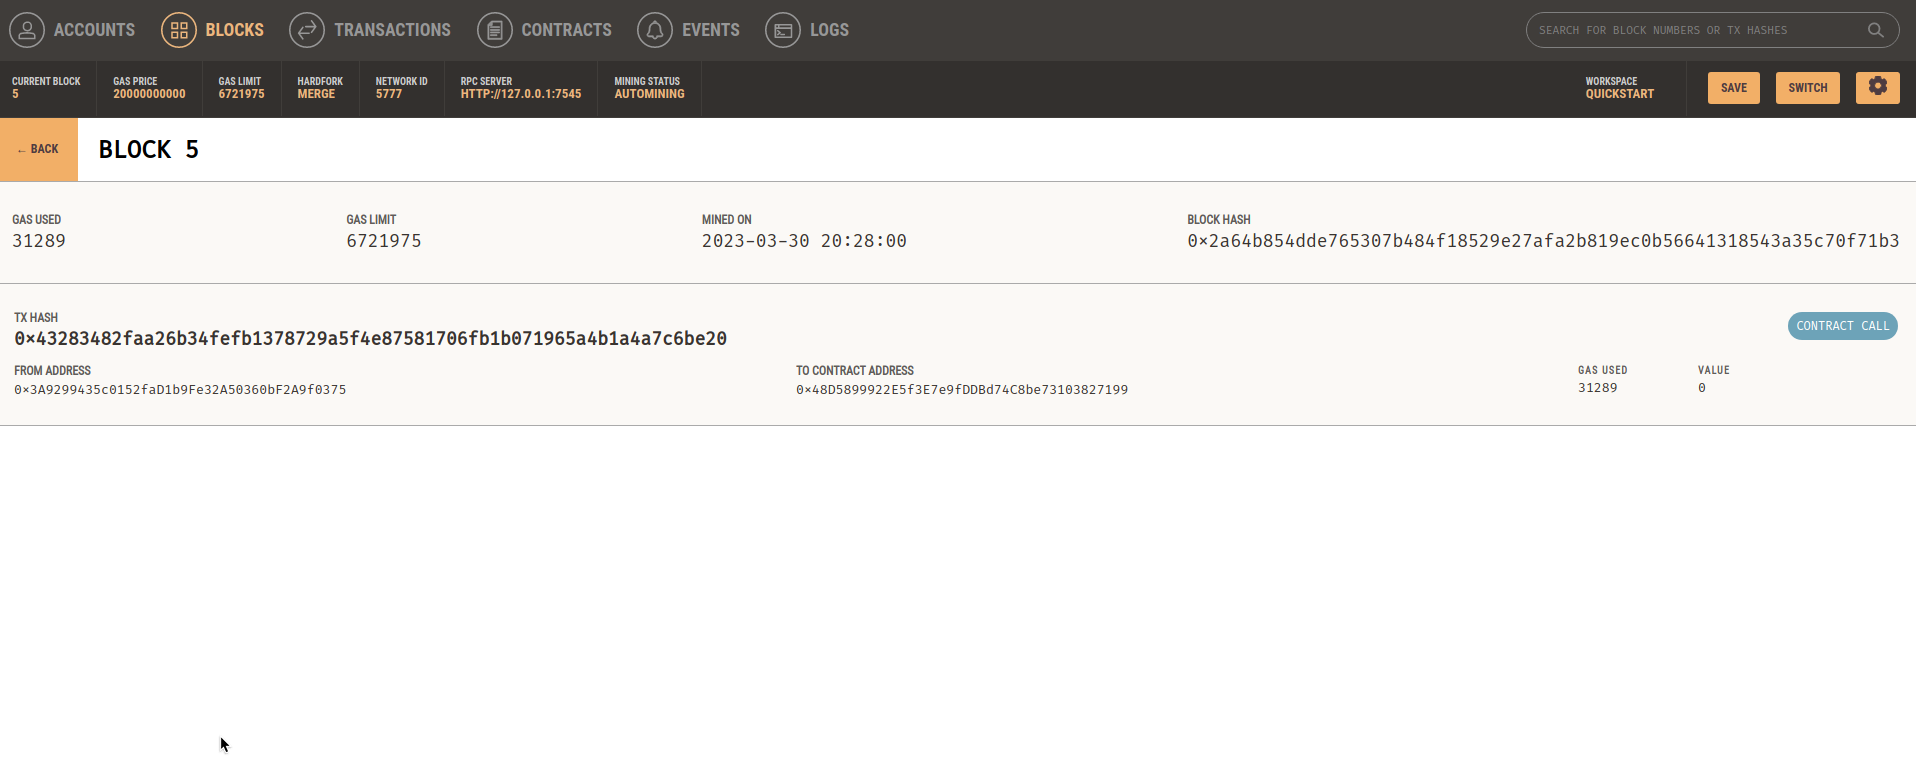 ACCOUNTS BLOCKS TRANSACTIONS CONTRACTS EVENTS LOGS SEARCH FOR BLOCK NUMBERS OR TX HASHES
CURRENT BLOCK GAS PRICE GAS LIMIT HARDFORK NETWORK ID RPC SERVER MINING STATUS WORKSPACE
5 20000000000 6721975 MERGE 5777 HTTP://127.0.0.1:7545 AUTOMINING QUICKSTART SAVE SWITCH
← BACK BLOCK 5
GAS USED GAS LIMIT MINED ON BLOCK HASH
31289 6721975 2023-03-30 20:28:00 0×2a64b854dde765307b484f18529e27afa2b819ec0b56641318543a35c70f71b3
TX HASH
0×43283482faa26b34fefb1378729a5f4e87581706fb1b071965a4b1a4a7c6be20 CONTRACT CALL
FROM ADDRESS TO CONTRACT ADDRESS GAS USED VALUE
0×3A9299435c0152faD1b9Fe32A50360bF2A9f0375 0×48D5899922E5f3E7e9fDDBd74C8be73103827199 31289 0